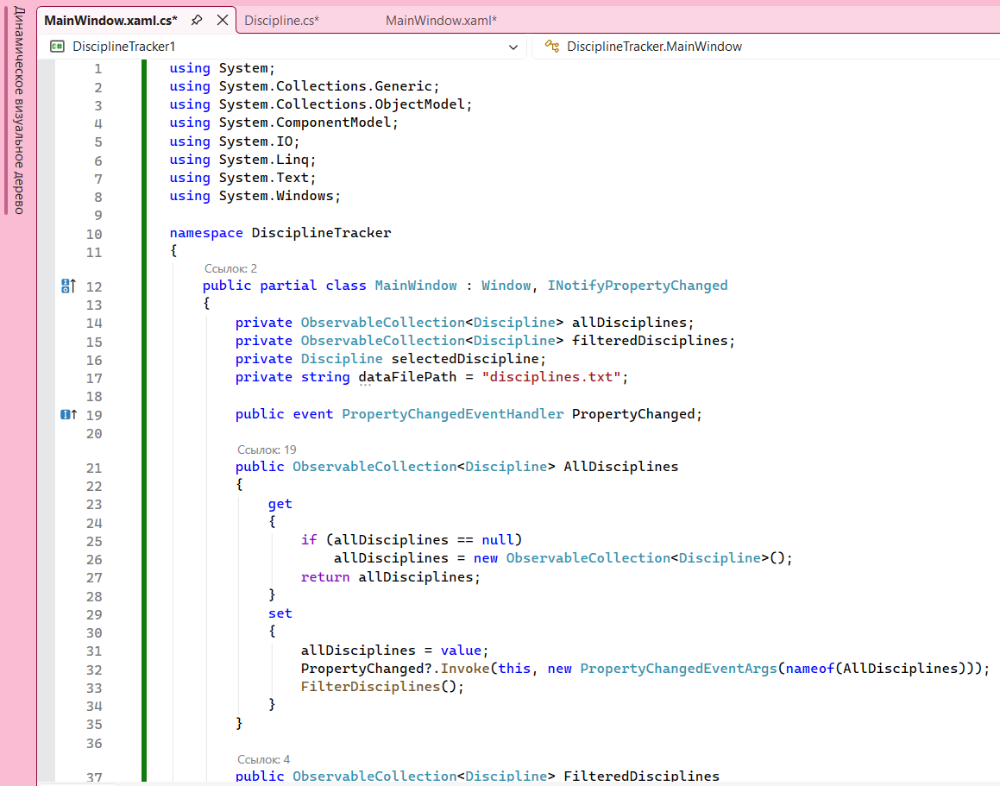 Динамическое визуальное дерево
MainWindow.xaml.cs* Discipline.cs* MainWindow.xaml*
C# DisciplineTracker1 DisciplineTracker.MainWindow
1 using System;
2 using System.Collections.Generic;
3 using System.Collections.ObjectModel;
4 using System.ComponentModel;
5 using System.IO;
6 using System.Linq;
7 using System.Text;
8 using System.Windows;
9
10 namespace DisciplineTracker
11 {
Ссылок: 2
12 public partial class MainWindow : Window, INotifyPropertyChanged
13 {
14 private ObservableCollection<Discipline> allDisciplines;
15 private ObservableCollection<Discipline> filteredDisciplines;
16 private Discipline selectedDiscipline;
17 private string dataFilePath = "disciplines.txt";
18
19 public event PropertyChangedEventHandler PropertyChanged;
20
Ссылок: 19
21 public ObservableCollection<Discipline> AllDisciplines
22 {
23 get
24 {
25 if (allDisciplines == null)
26 allDisciplines = new ObservableCollection<Discipline>();
27 return allDisciplines;
28 }
29 set
30 {
31 allDisciplines = value;
32 PropertyChanged?.Invoke(this, new PropertyChangedEventArgs(nameof(AllDisciplines)));
33 FilterDisciplines();
34 }
35 }
36
Ссылок: 4
37 public ObservableCollection<Discipline> FilteredDisciplines